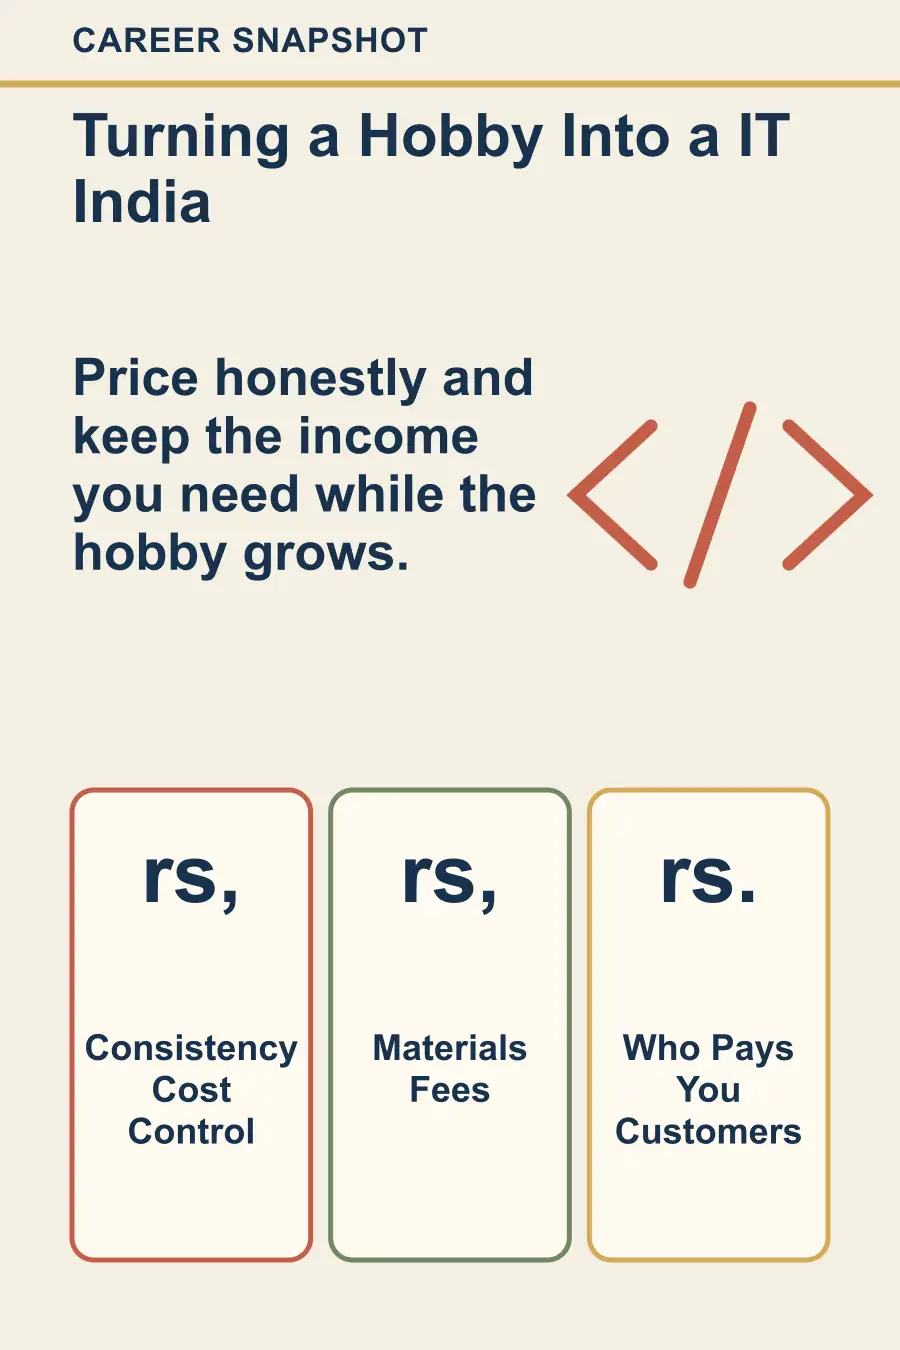 CAREER SNAPSHOT
Turning a Hobby Into a IT
India
Price honestly and
keep the income
you need while the
hobby grows.
</>
rs,
Consistency
Cost
Control
rs,
Materials
Fees
rs.
Who Pays
You
Customers